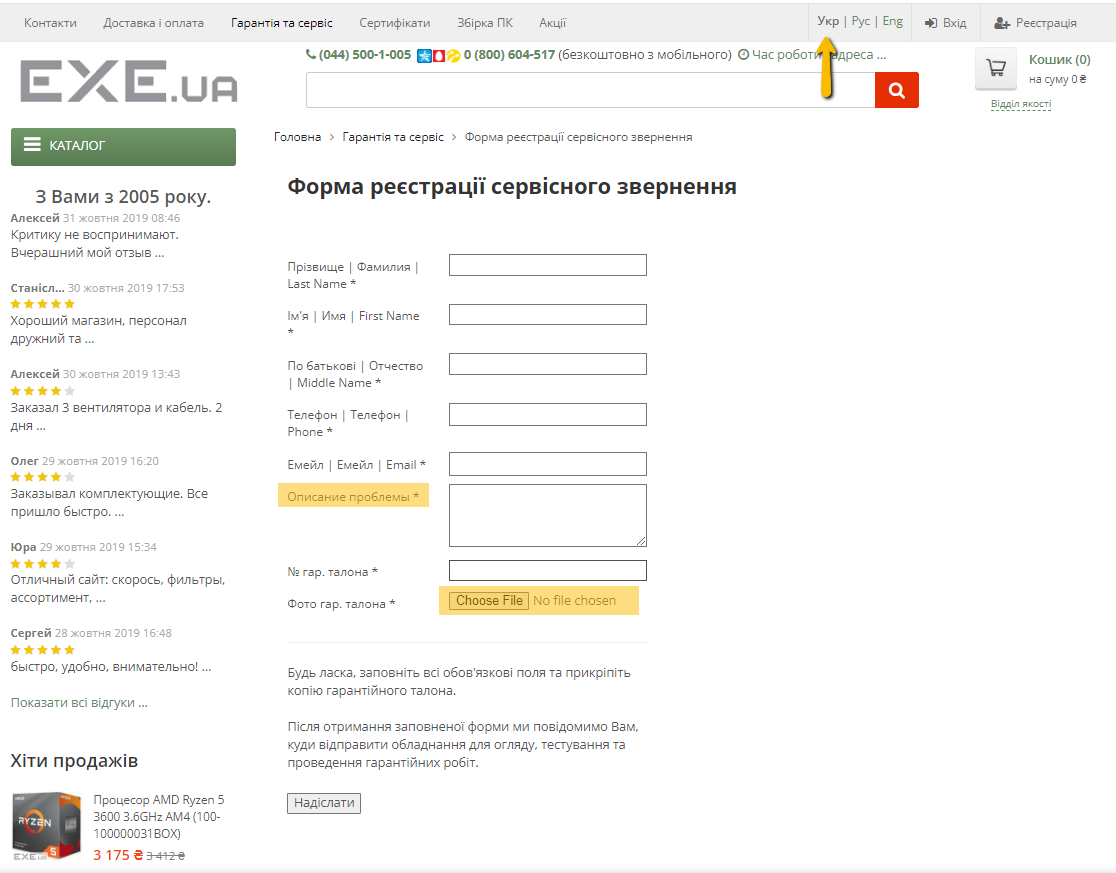 Контакти
Доставка і оплата
Гарантія та сервіс
Сертифікати
Збірка ПК
Акції
Укр | Рус | Eng
Вхід
Реєстрація
EXE.UA
(044) 500-1-005 0 (800) 604-517 (безкоштовно з мобільного) Час роботи
дреса ...
Кошик (0)
на суму 0 ₴
Відділ якості
КАТАЛОГ
Головна > Гарантія та сервіс > Форма реєстрації сервісного звернення
З Вами з 2005 року.
Алексей 31 жовтня 2019 08:46
Критику не воспринимают.
Вчерашний мой отзыв ...
Станісл... 30 жовтня 2019 17:53
Хороший магазин, персонал
дружний та ...
Алексей 30 жовтня 2019 13:43
Заказал 3 вентилятора и кабель. 2
дня ...
Олег 29 жовтня 2019 16:20
Заказывал комплектующие. Все
пришло быстро. ...
Юра 29 жовтня 2019 15:34
Отличный сайт: скорось, фильтры,
ассортимент, ...
Сергей 28 жовтня 2019 16:48
быстро, удобно, внимательно! ...
Показати всі відгуки ...
Хіти продажів
RYZEN
5
EXE.UA
Процесор AMD Ryzen 5
3600 3.6GHz AM4 (100-
100000031BOX)
3 175 ₴ 3 412 ₴
Форма реєстрації сервісного звернення
Прізвище | Фамилия |
Last Name *
Ім'я | Имя | First Name
*
По батькові | Отчество
| Middle Name *
Телефон | Телефон |
Phone *
Емейл | Емейл | Email *
Описание проблемы *
№ гар. талона *
Фото гар. талона *
Choose File No file chosen
Будь ласка, заповніть всі обов'язкові поля та прикріпіть
копію гарантійного талона.
Після отримання заповненої форми ми повідомимо Вам,
куди відправити обладнання для огляду, тестування та
проведення гарантійних робіт.
Надіслати